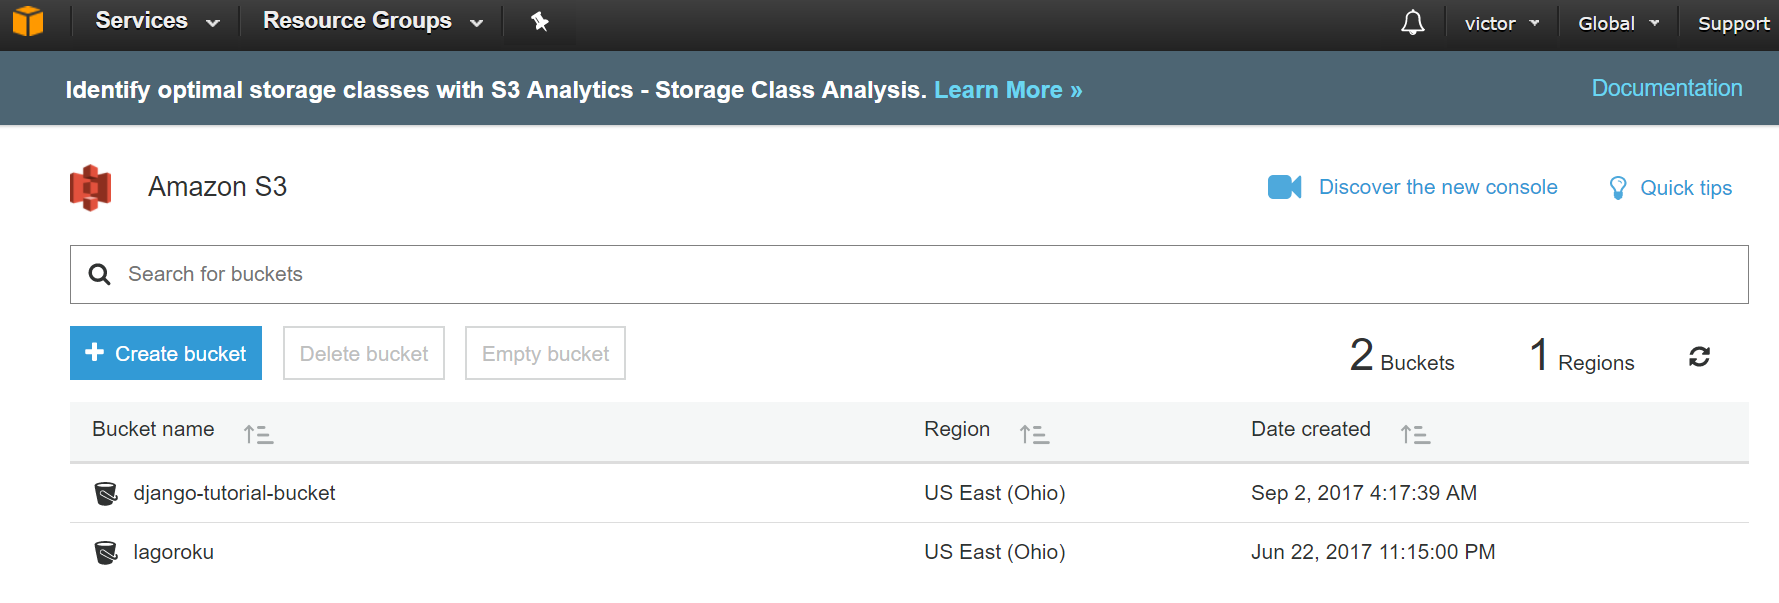 Services Resource Groups victor Global Support
Identify optimal storage classes with S3 Analytics - Storage Class Analysis. Learn More » Documentation
Amazon S3 Discover the new console Quick tips
Search for buckets
Create bucket Delete bucket Empty bucket 2 Buckets 1 Regions
Bucket name Region Date created
django-tutorial-bucket US East (Ohio) Sep 2, 2017 4:17:39 AM
lagoroku US East (Ohio) Jun 22, 2017 11:15:00 PM